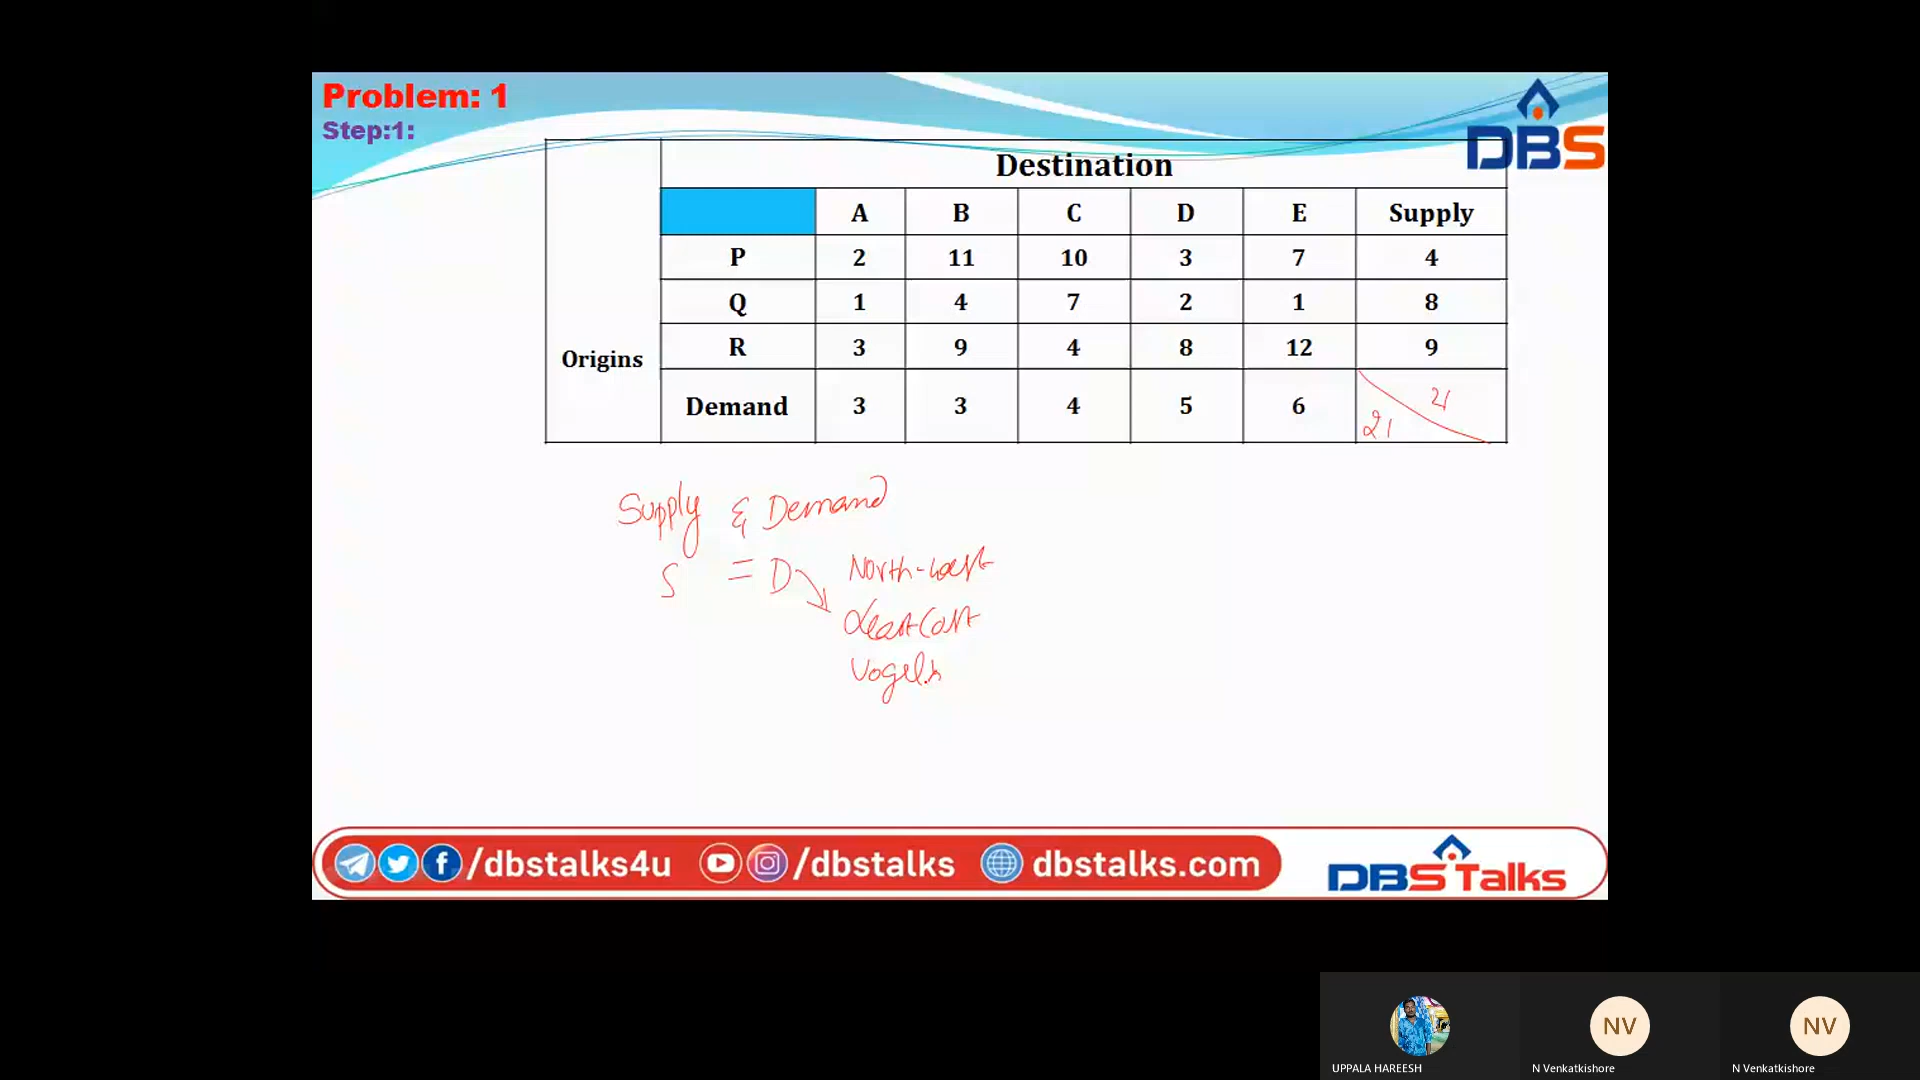 Problem: 1
Step:1:
DBS
Destination
A B C D E Supply
P 2 11 10 3 7 4
Q 1 4 7 2 1 8
R 3 9 4 8 12 9
Origins
Demand 3 3 4 5 6
21 21
Supply & Demand
S = D
North-west
Least Cost
Vogel's
/dbstalks4u /dbstalks dbstalks.com DBS Talks
NV NV
UPPALA HAREESH N Venkatkishore N Venkatkishore